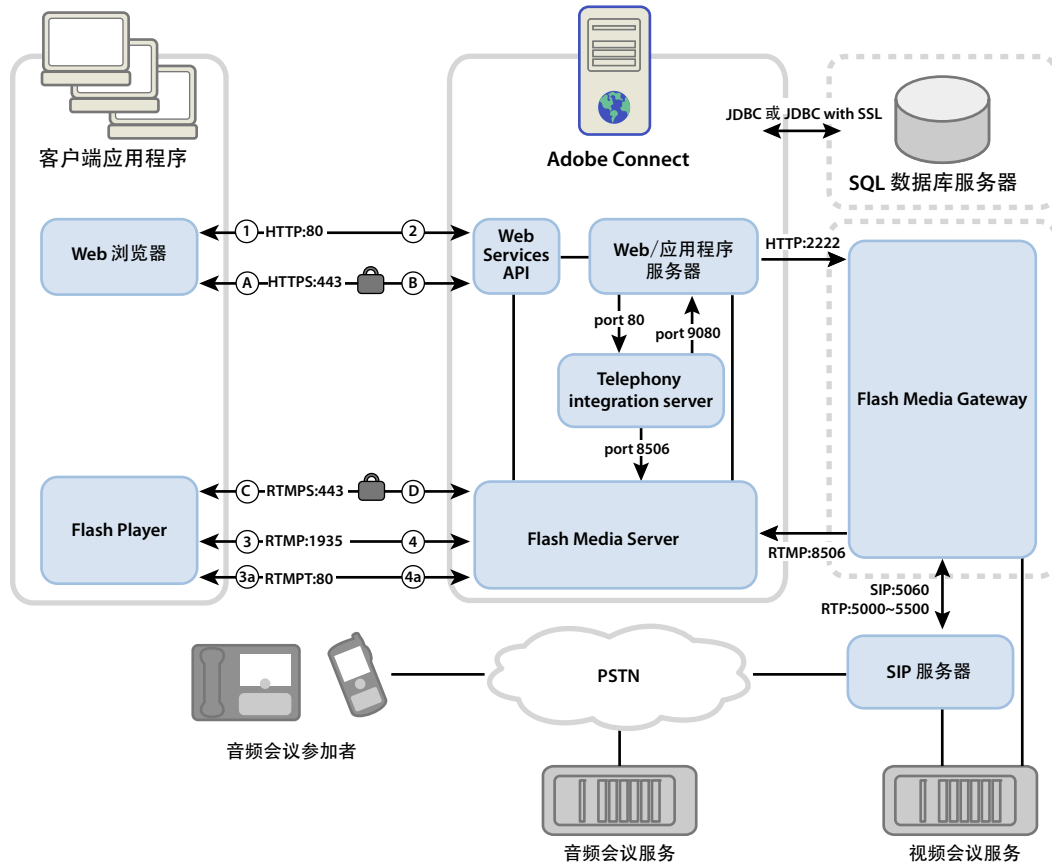 客户端应用程序
Adobe Connect
JDBC 或 JDBC with SSL
SQL 数据库服务器
Web 浏览器
1 HTTP:80 2
A HTTPS:443 B
Web
Services
API
Web/应用程序
服务器
HTTP:2222
port 80
port 9080
Telephony
integration server
port 8506
Flash Media Gateway
Flash Player
C RTMPS:443 D
3 RTMP:1935 4
3a RTMPT:80 4a
Flash Media Server
RTMP:8506
SIP:5060
RTP:5000~5500
SIP 服务器
PSTN
音频会议参加者
音频会议服务
视频会议服务